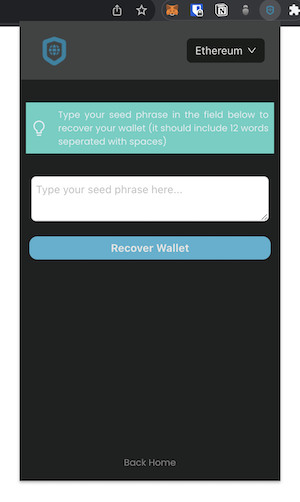 Ethereum
Type your seed phrase in the field below to
recover your wallet (it should include 12 words
seperated with spaces)
Type your seed phrase here...
Recover Wallet
Back Home